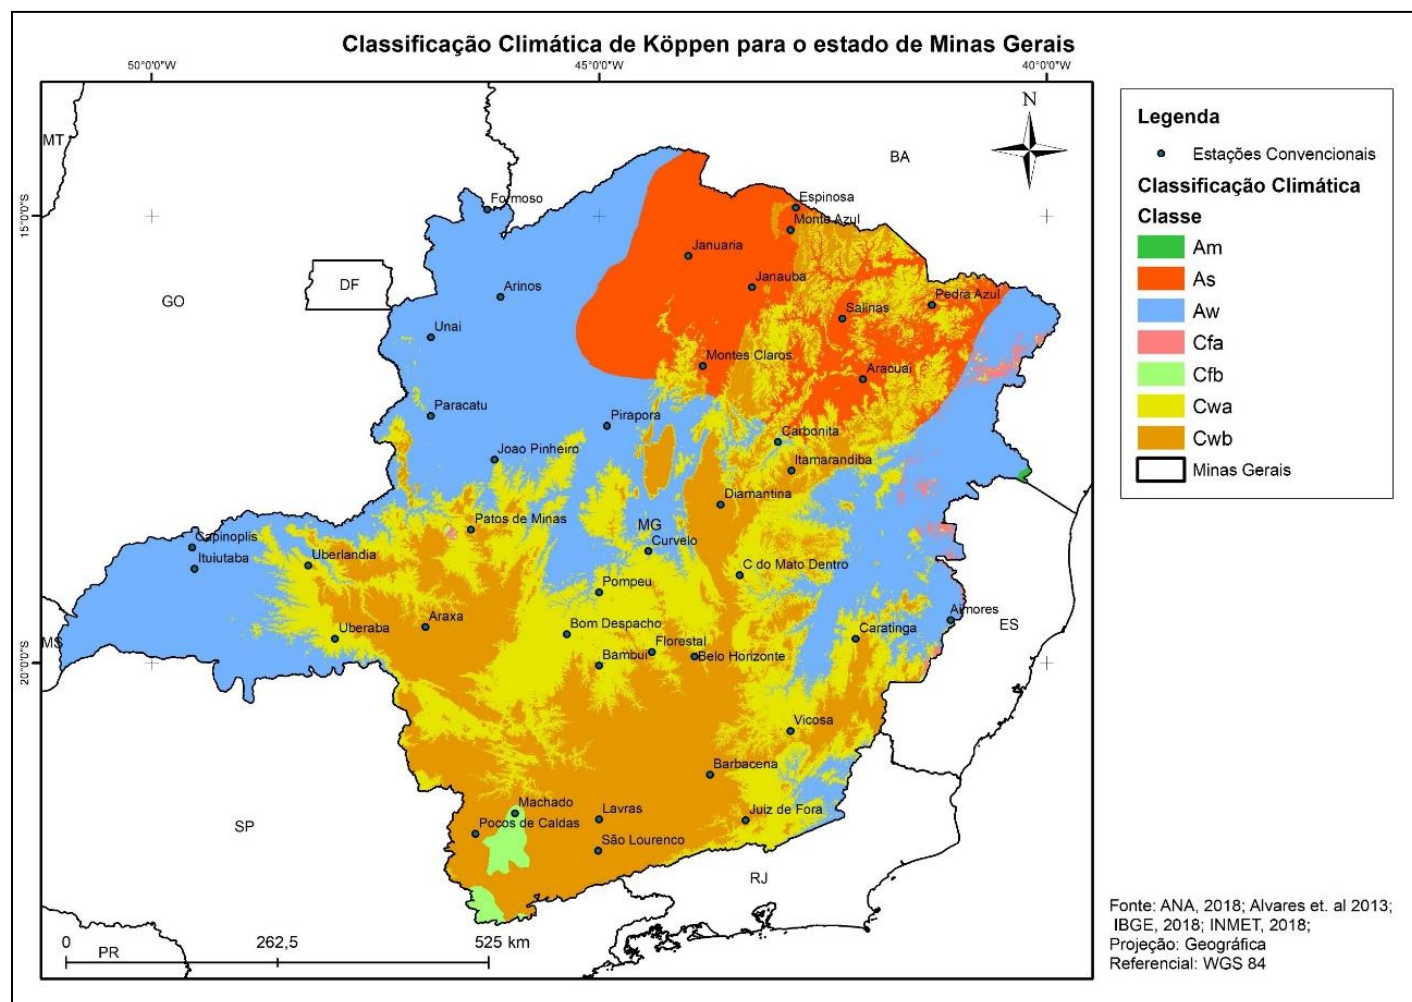 Classificação Climática de Köppen para o estado de Minas Gerais
50°0'0"W
45°0'0"W
40°0'0"W
15°0'0"S
20°0'0"S
N
MT
BA
GO
DF
MS
SP
PR
RJ
ES
MG
Formoso
Espinosa
Monte Azul
Januaria
Janauba
Arinos
Salinas
Pedra Azul
Unai
Montes Claros
Aracuai
Paracatu
Pirapora
Carbonita
Joao Pinheiro
Itamarandiba
Diamantina
Patos de Minas
Capinoplis
Ituiutaba
Uberlandia
Curvelo
C do Mato Dentro
Pompeu
Araxa
Uberaba
Bom Despacho
Florestal
Bambui
Belo Horizonte
Caratinga
Aimores
Vicosa
Barbacena
Machado
Lavras
Juiz de Fora
Pocos de Caldas
São Lourenco
0
262,5
525 km
Legenda
Estações Convencionais
Classificação Climática
Classe
Am
As
Aw
Cfa
Cfb
Cwa
Cwb
Minas Gerais
Fonte: ANA, 2018; Alvares et. al 2013;
IBGE, 2018; INMET, 2018;
Projeção: Geográfica
Referencial: WGS 84